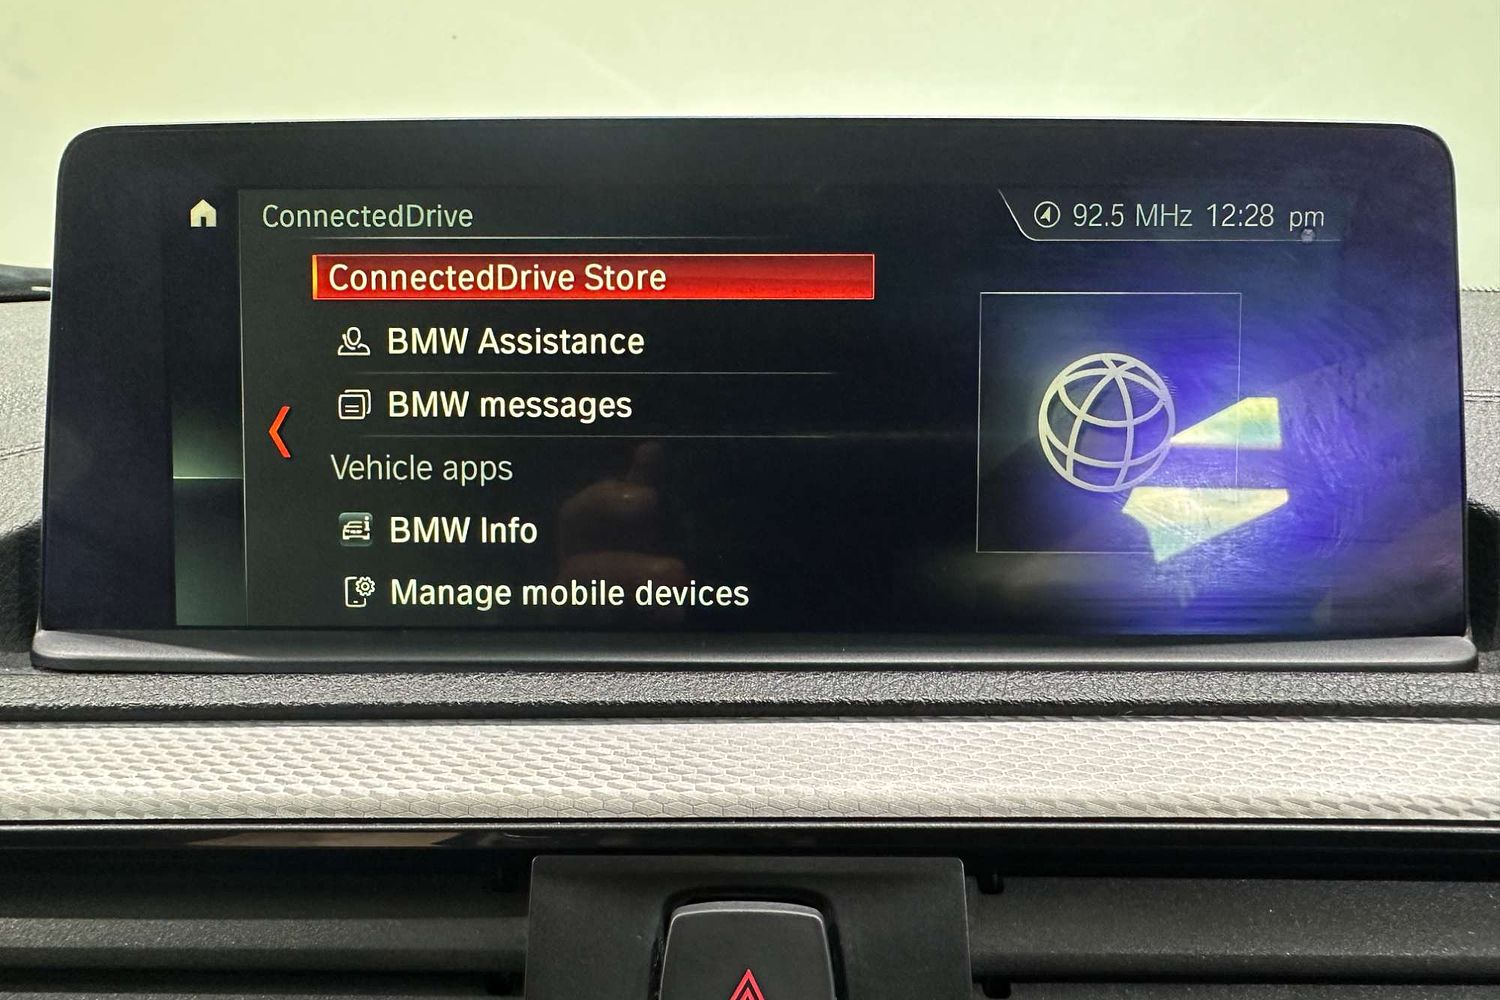 ConnectedDrive
92.5 MHz 12:28 pm
ConnectedDrive Store
BMW Assistance
BMW messages
Vehicle apps
BMW Info
Manage mobile devices